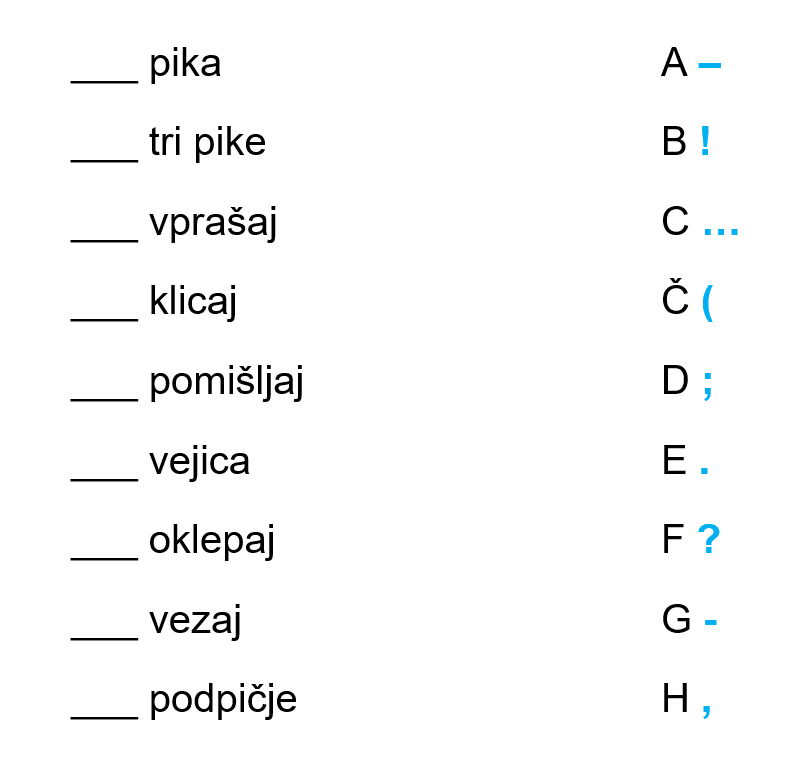 ___ pika A –
___ tri pike B !
___ vprašaj C …
___ klicaj Č (
___ pomišljaj D ;
___ vejica E .
___ oklepaj F ?
___ vezaj G -
___ podpičje H ,